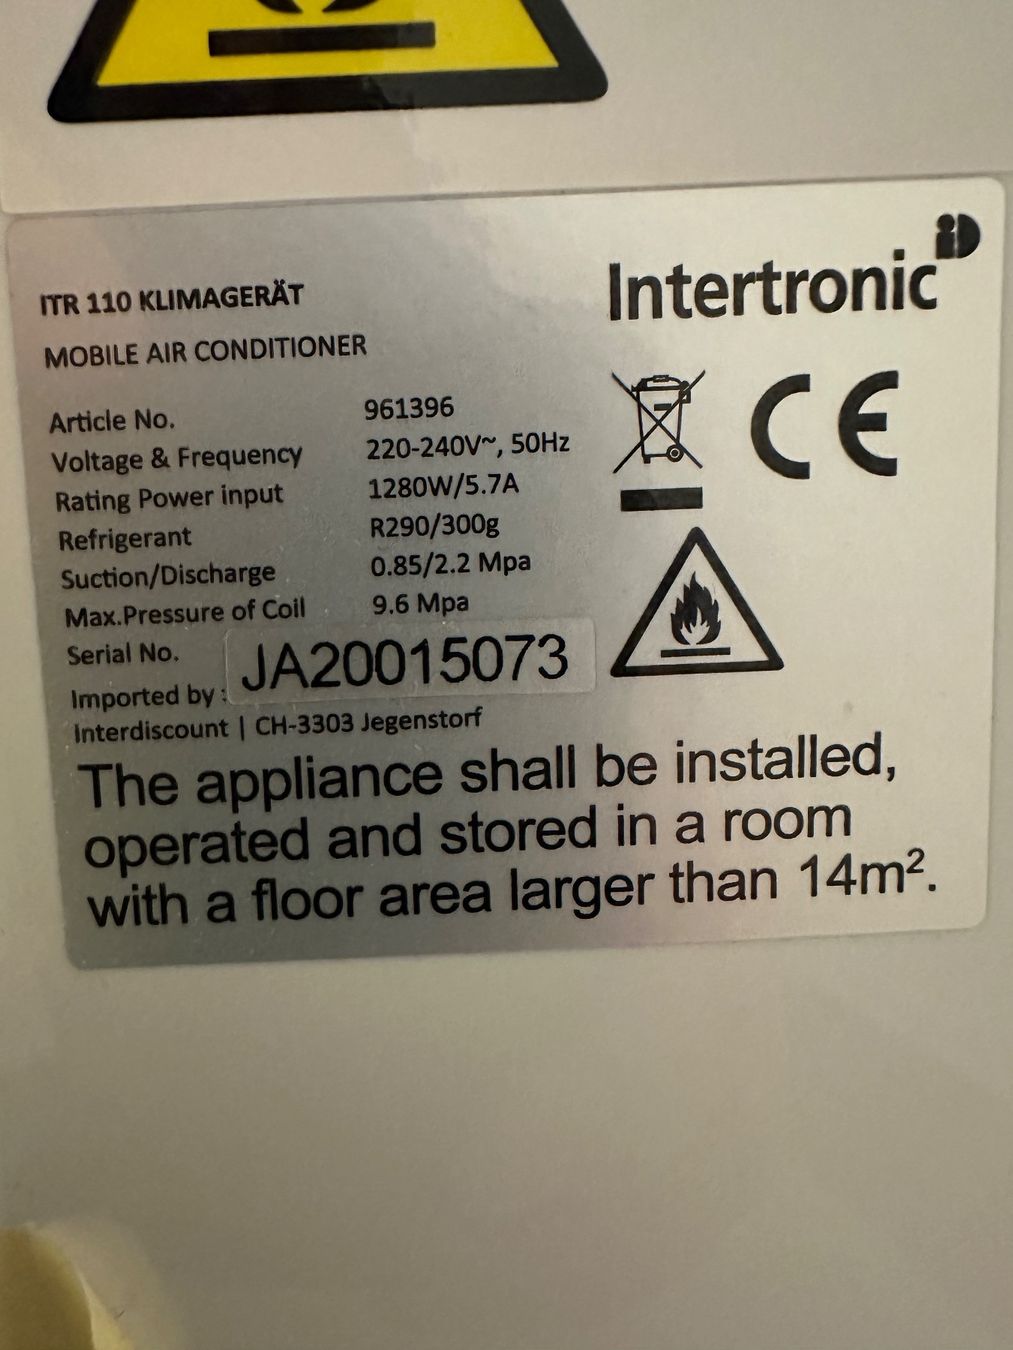 Intertronic
ITR 110 KLIMAGERÄT
MOBILE AIR CONDITIONER
Article No. 961396
Voltage & Frequency 220-240V~, 50Hz
Rating Power input 1280W/5.7A
Refrigerant R290/300g
Suction/Discharge 0.85/2.2 Mpa
Max.Pressure of Coil 9.6 Mpa
Serial No. JA20015073
Imported by :
Interdiscount | CH-3303 Jegenstorf
CE
The appliance shall be installed,
operated and stored in a room
with a floor area larger than 14m².